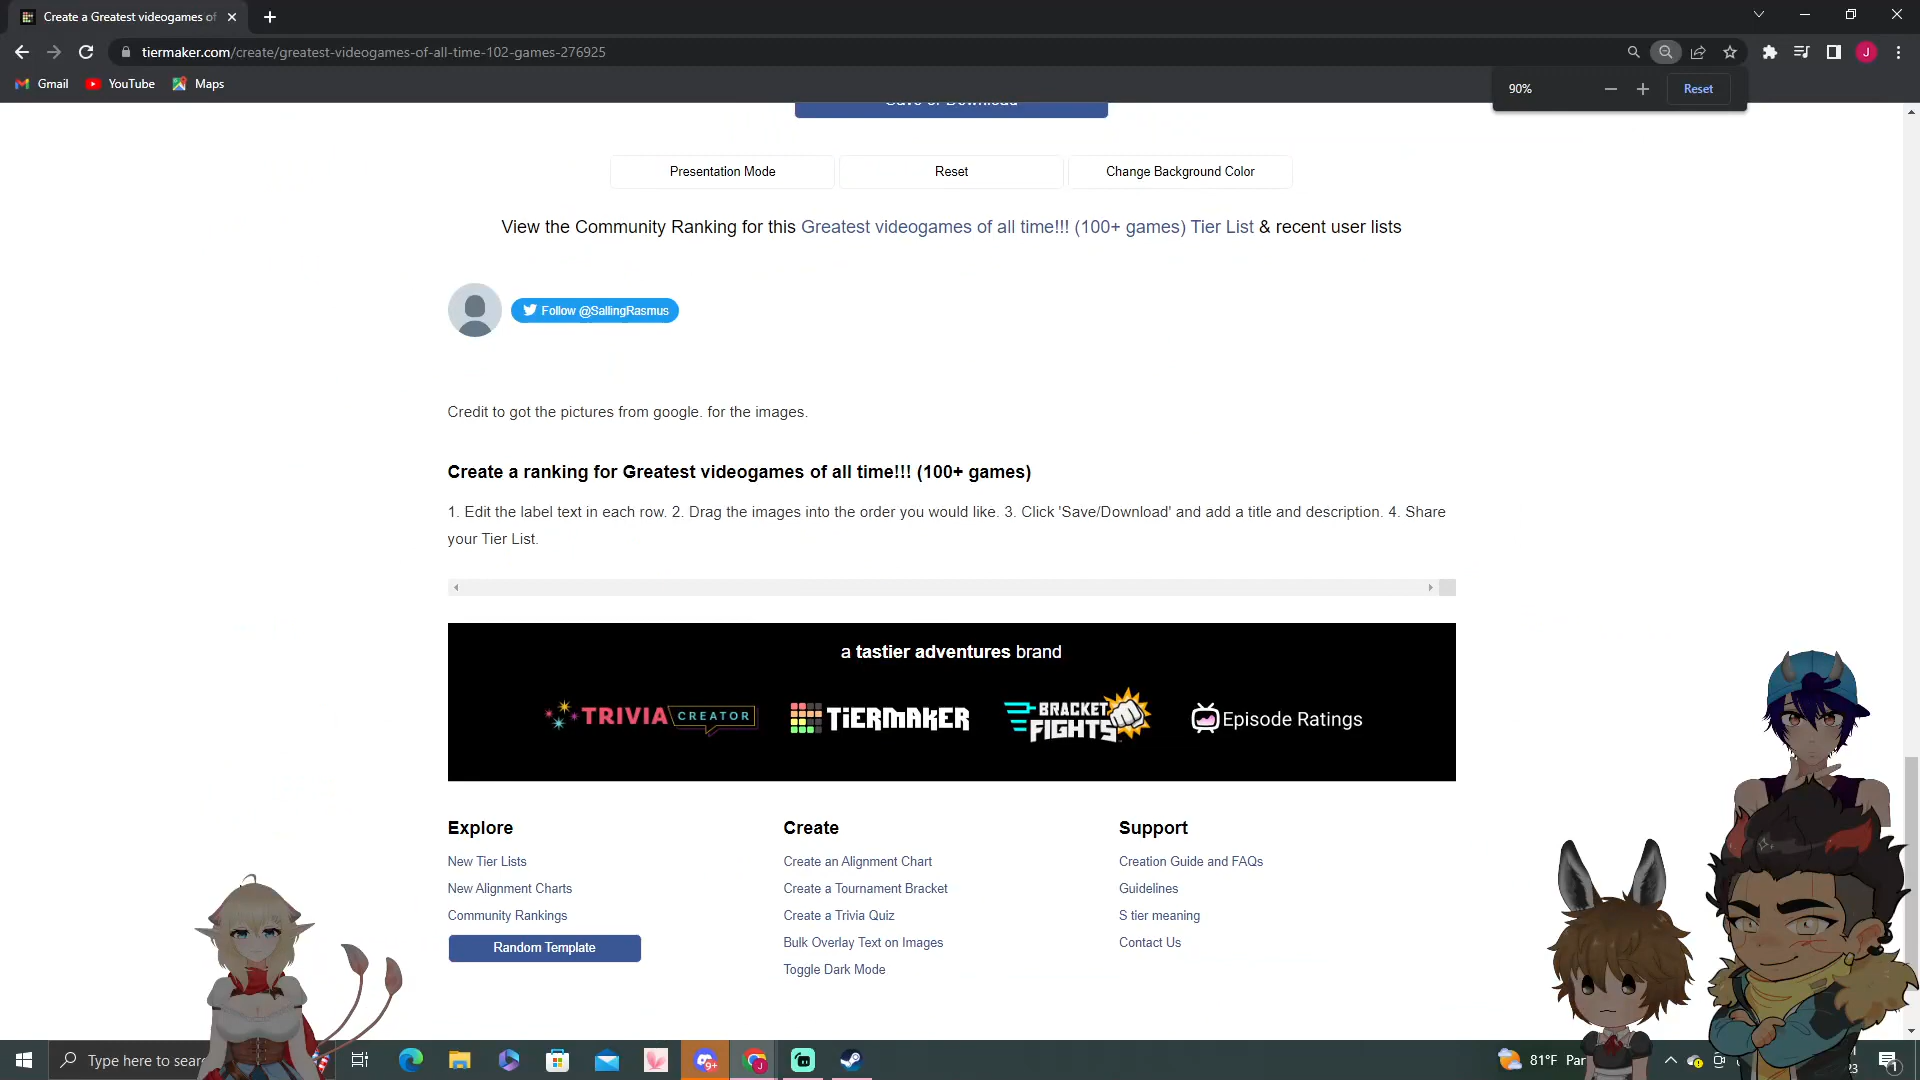 Create a Greatest videogames of
tiermaker.com/create/greatest-videogames-of-all-time-102-games-276925
Gmail
YouTube
Maps
90%
Reset
Save or Download
Presentation Mode
Reset
Change Background Color
View the Community Ranking for this Greatest videogames of all time!!! (100+ games) Tier List & recent user lists
Follow @SallingRasmus
Credit to got the pictures from google. for the images.
Create a ranking for Greatest videogames of all time!!! (100+ games)
1. Edit the label text in each row. 2. Drag the images into the order you would like. 3. Click 'Save/Download' and add a title and description. 4. Share
your Tier List.
a tastier adventures brand
TRIVIA CREATOR
TIERMAKER
BRACKET
FIGHTS
Episode Ratings
Explore
New Tier Lists
New Alignment Charts
Community Rankings
Random Template
Create
Create an Alignment Chart
Create a Tournament Bracket
Create a Trivia Quiz
Bulk Overlay Text on Images
Toggle Dark Mode
Support
Creation Guide and FAQs
Guidelines
S tier meaning
Contact Us
Type here to sear
9+
J
81°F Par
1